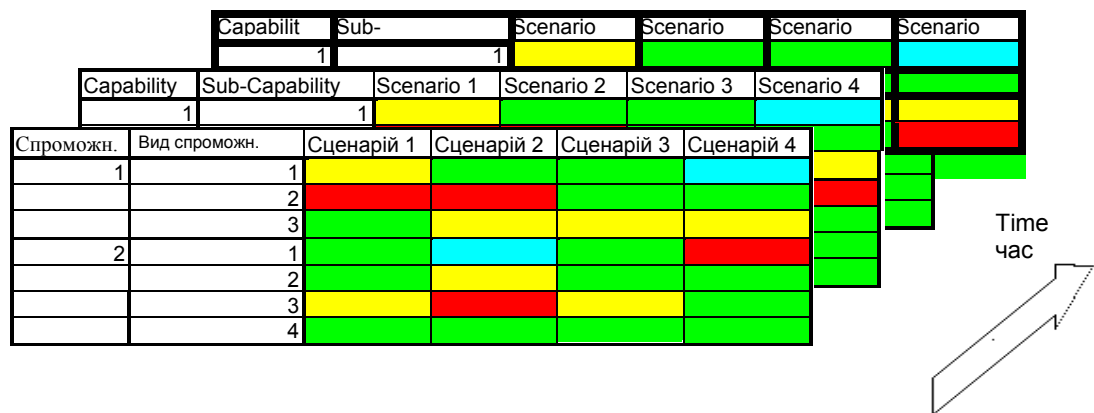 Capabilit Sub- Scenario Scenario Scenario Scenario
1 1
Capability Sub-Capability Scenario 1 Scenario 2 Scenario 3 Scenario 4
1 1
Спроможн. Вид спроможн. Сценарій 1 Сценарій 2 Сценарій 3 Сценарій 4
1 1
2
3
2 1
2
3
4
Time
час